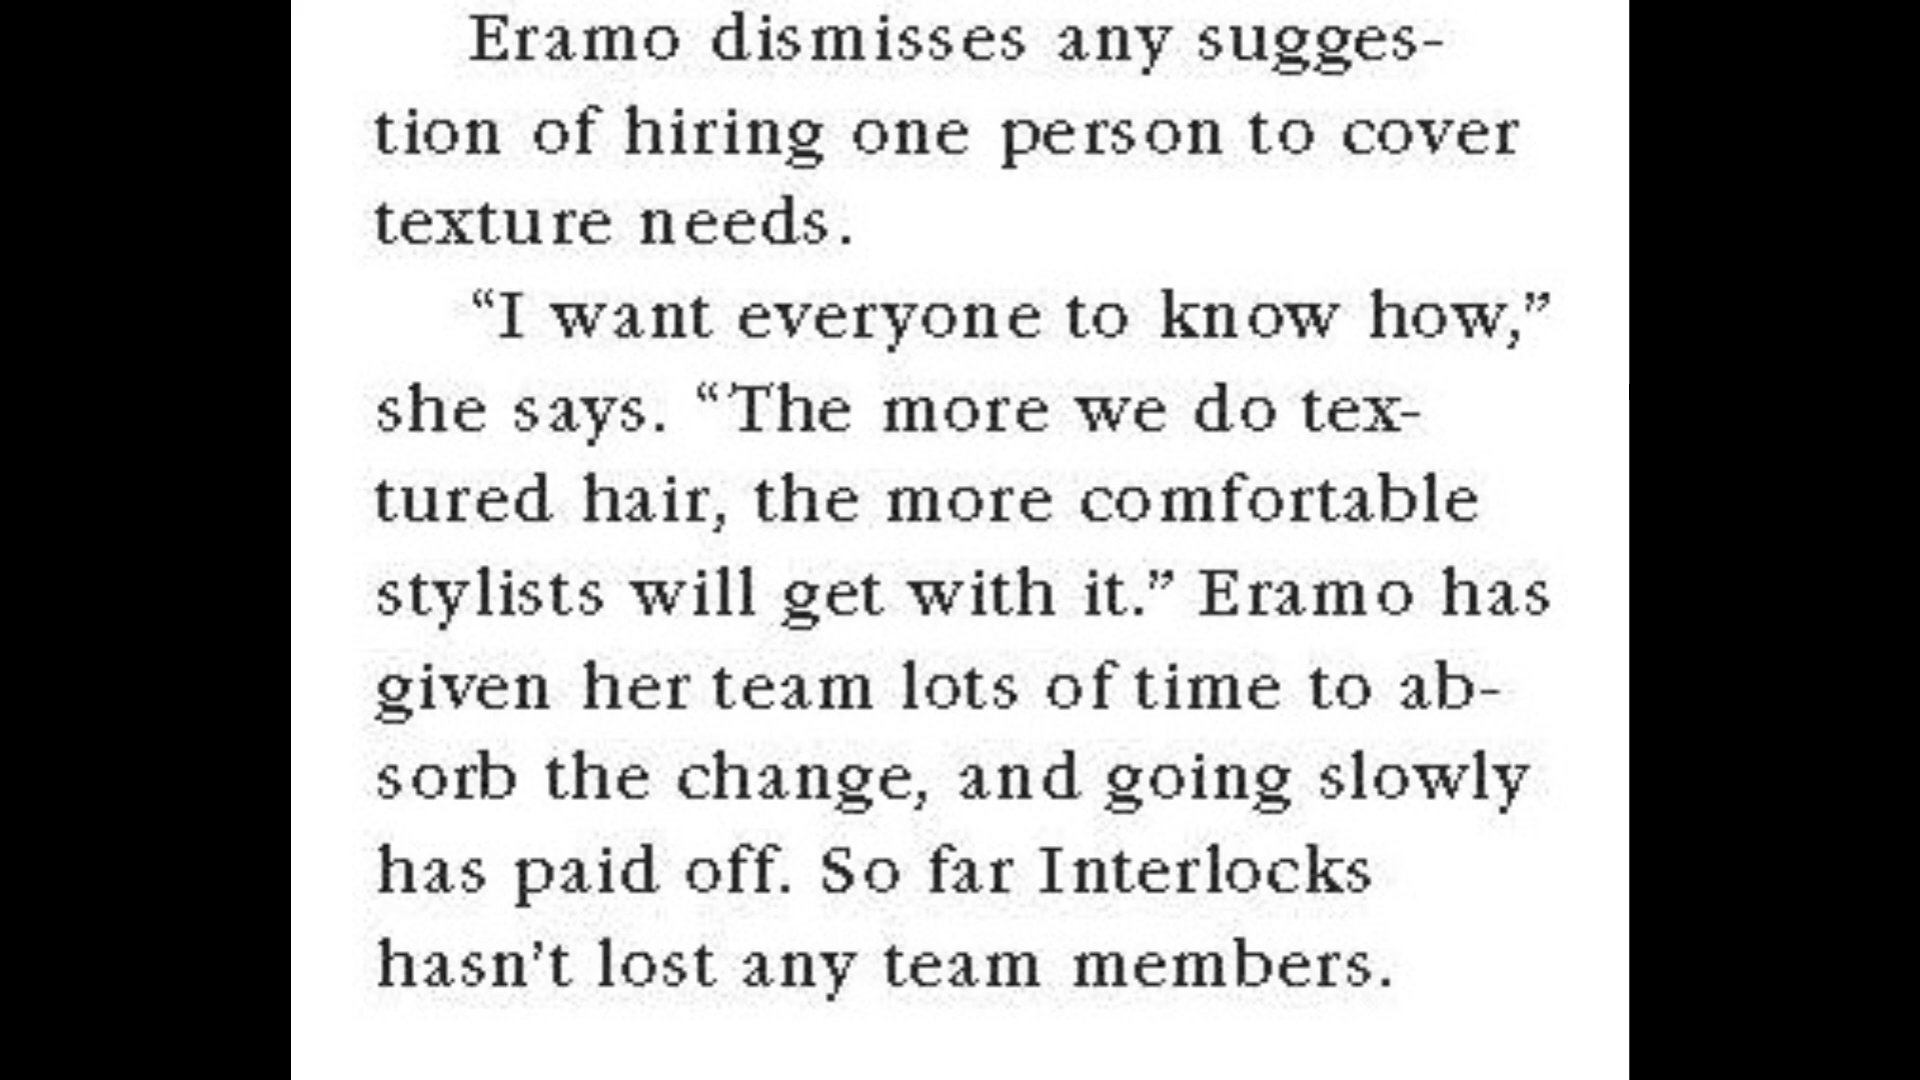 Eramo dismisses any sugges-
tion of hiring one person to cover
texture needs.
“I want everyone to know how,”
she says. “The more we do tex-
tured hair, the more comfortable
stylists will get with it.” Eramo has
given her team lots of time to ab-
sorb the change, and going slowly
has paid off. So far Interlocks
hasn’t lost any team members.